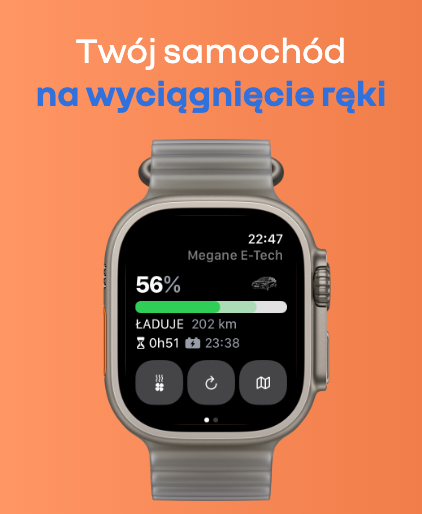 Twój samochód
na wyciągnięcie ręki
22:47
Megane E-Tech
56%
ŁADUJE 202 km
0h51 23:38